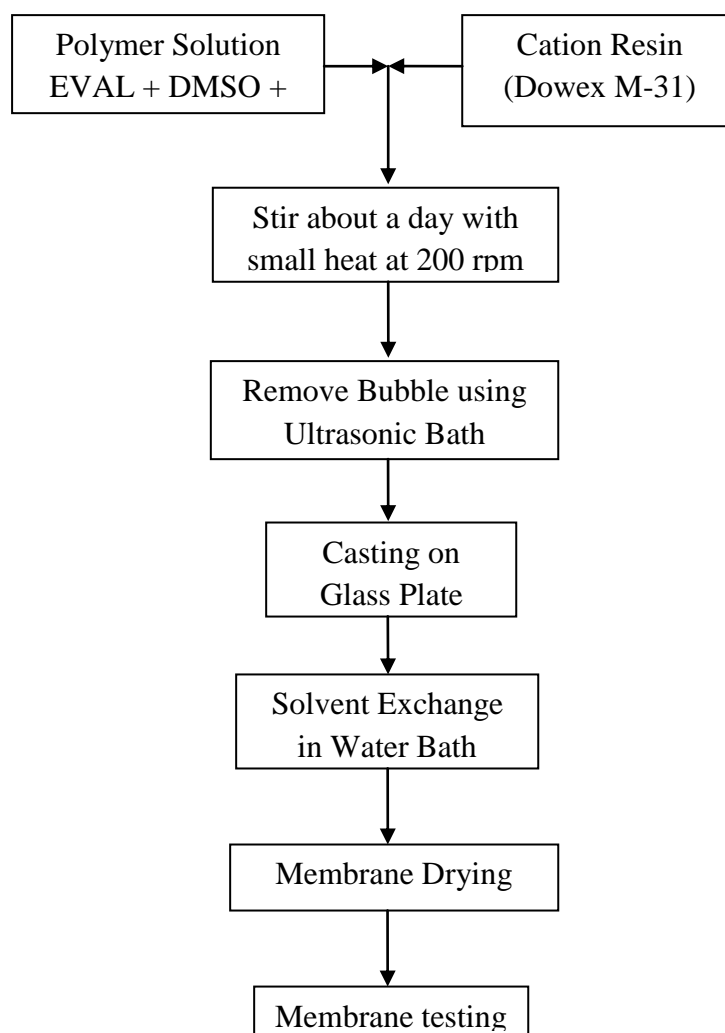 Polymer Solution
EVAL + DMSO +
Cation Resin
(Dowex M-31)
Stir about a day with
small heat at 200 rpm
Remove Bubble using
Ultrasonic Bath
Casting on
Glass Plate
Solvent Exchange
in Water Bath
Membrane Drying
Membrane testing